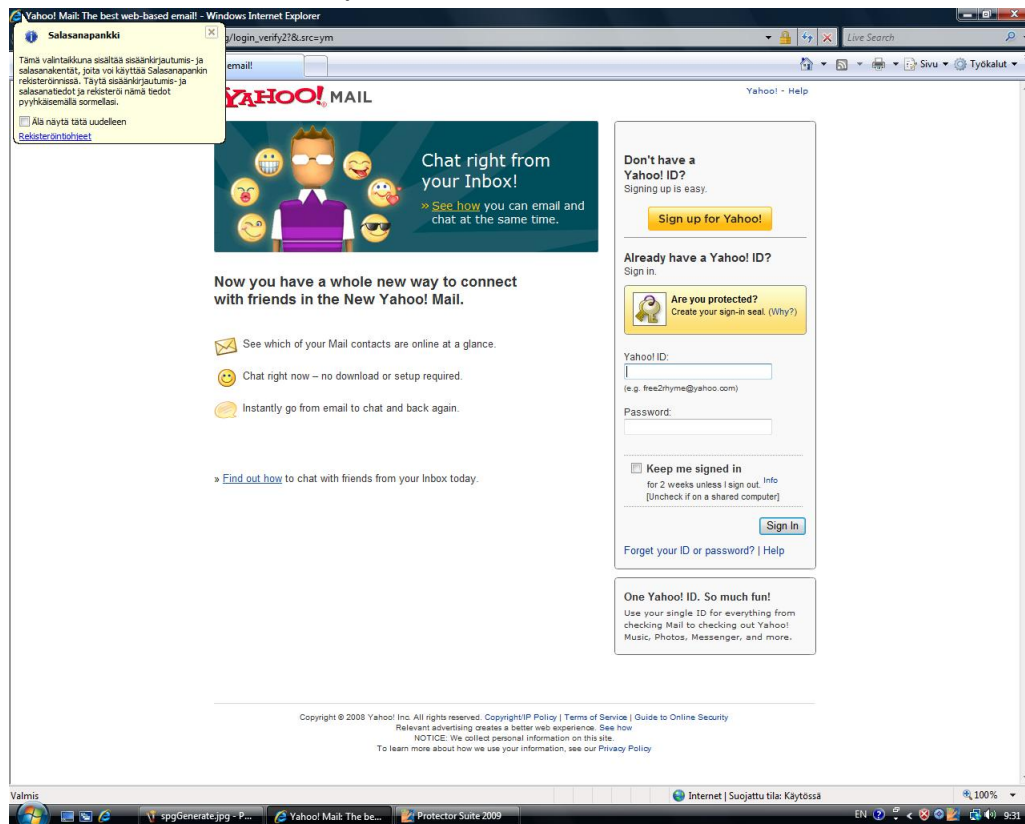 Yahoo! Mail: The best web-based email! - Windows Internet Explorer
Salasanapankki
g/login_verify2?&.src=ym
Live Search
Tämä valintaikkuna sisältää sisäänkirjautumis- ja
salasanakentät, joita voi käyttää Salasanapankin
rekisteröinnissä. Täytä sisäänkirjautumis- ja
salasanatiedot ja rekisteröi nämä tiedot
pyyhkäisemällä sormellasi.
Älä näytä tätä uudelleen
Rekisteröintiohjeet
email!
Sivu
Työkalut
YAHOO! MAIL
Yahoo! - Help
Chat right from
your Inbox!
» See how you can email and
chat at the same time.
Now you have a whole new way to connect
with friends in the New Yahoo! Mail.
See which of your Mail contacts are online at a glance.
Chat right now – no download or setup required.
Instantly go from email to chat and back again.
» Find out how to chat with friends from your Inbox today.
Don't have a
Yahoo! ID?
Signing up is easy.
Sign up for Yahoo!
Already have a Yahoo! ID?
Sign in.
Are you protected?
Create your sign-in seal. (Why?)
Yahoo! ID:
(e.g. free2rhyme@yahoo.com)
Password:
Keep me signed in
for 2 weeks unless I sign out. Info
[Uncheck if on a shared computer]
Sign In
Forget your ID or password? | Help
One Yahoo! ID. So much fun!
Use your single ID for everything from
checking Mail to checking out Yahoo!
Music, Photos, Messenger, and more.
Copyright © 2008 Yahoo! Inc. All rights reserved. Copyright/IP Policy | Terms of Service | Guide to Online Security
Relevant advertising creates a better web experience. See how
NOTICE: We collect personal information on this site.
To learn more about how we use your information, see our Privacy Policy
Valmis
Internet | Suojattu tila: Käytössä
100%
spgGenerate.jpg - P...
Yahoo! Mail: The be...
Protector Suite 2009
EN
9:31